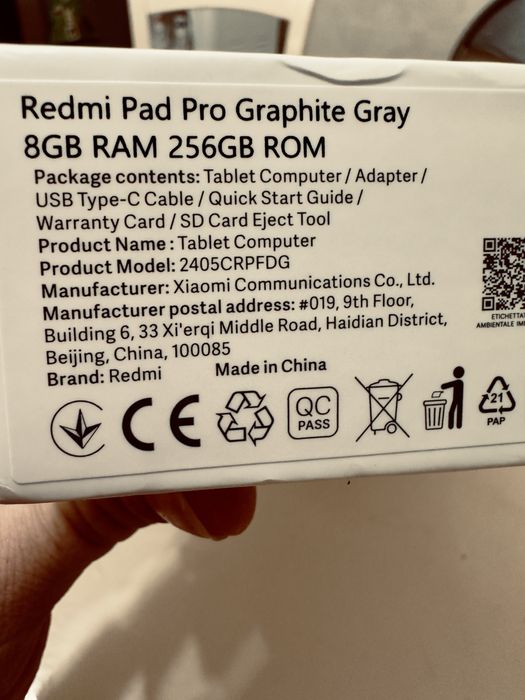 Redmi Pad Pro Graphite Gray
8GB RAM 256GB ROM
Package contents: Tablet Computer / Adapter /
USB Type-C Cable / Quick Start Guide /
Warranty Card / SD Card Eject Tool
Product Name : Tablet Computer
Product Model: 2405CRPFDG
Manufacturer: Xiaomi Communications Co., Ltd.
Manufacturer postal address: #019, 9th Floor,
Building 6, 33 Xi'erqi Middle Road, Haidian District,
Beijing, China, 100085
Brand: Redmi
Made in China
CE
QC
PASS
21
PAP
AMBIENTALE